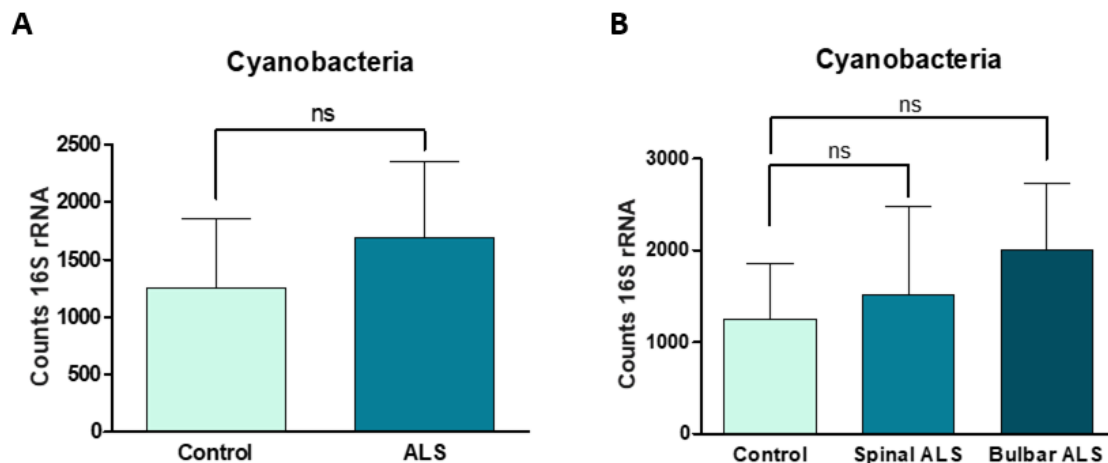 A
Cyanobacteria
ns
Counts 16S rRNA
2500
2000
1500
1000
500
0
Control ALS
B
Cyanobacteria
ns
ns
Counts 16S rRNA
3000
2000
1000
0
Control Spinal ALS Bulbar ALS